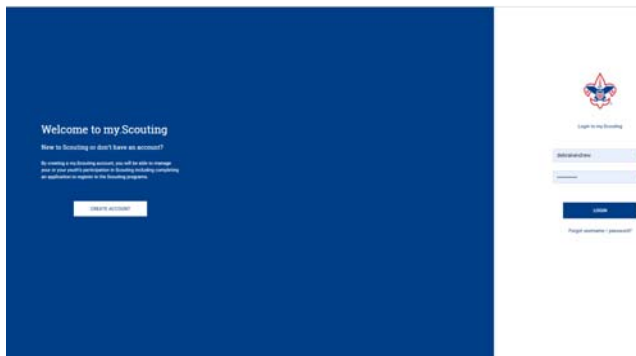 Welcome to my.Scouting
New to Scouting or don't have an account?
By creating a my.Scouting account, you will be able to manage
your or your youth's participation in Scouting including completing
an application to register in the Scouting programs.
CREATE ACCOUNT
Login to my.Scouting
LOGIN
Forgot username / password?